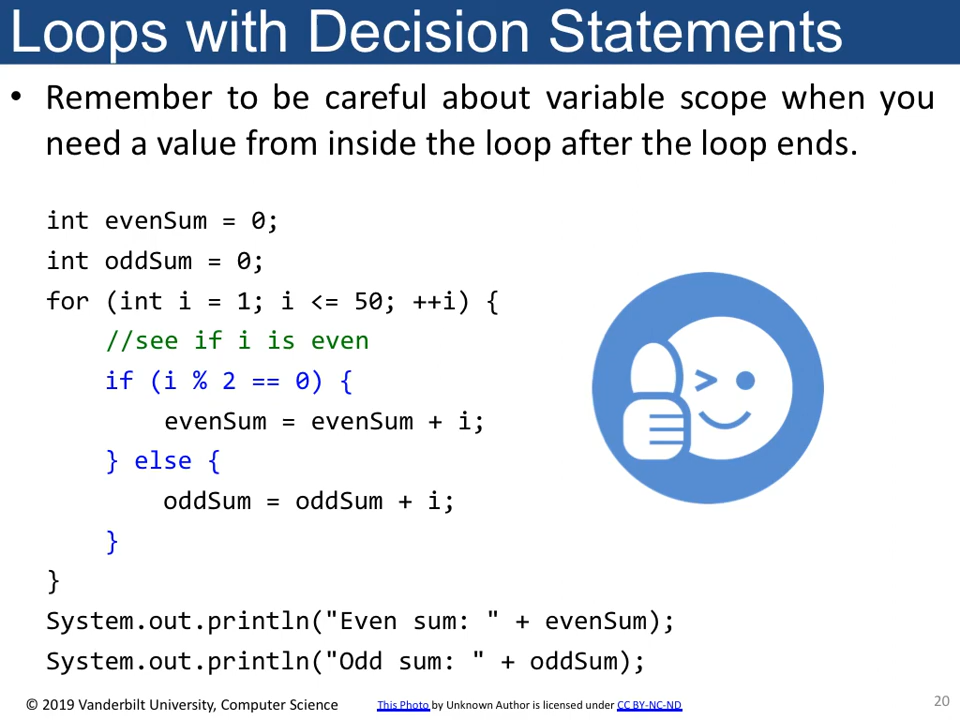 Loops with Decision Statements
• Remember to be careful about variable scope when you
need a value from inside the loop after the loop ends.
int evenSum = 0;
int oddSum = 0;
for (int i = 1; i <= 50; ++i) {
    //see if i is even
    if (i % 2 == 0) {
        evenSum = evenSum + i;
    } else {
        oddSum = oddSum + i;
    }
}
System.out.println("Even sum: " + evenSum);
System.out.println("Odd sum: " + oddSum);
© 2019 Vanderbilt University, Computer Science
This Photo by Unknown Author is licensed under CC BY-NC-ND
20